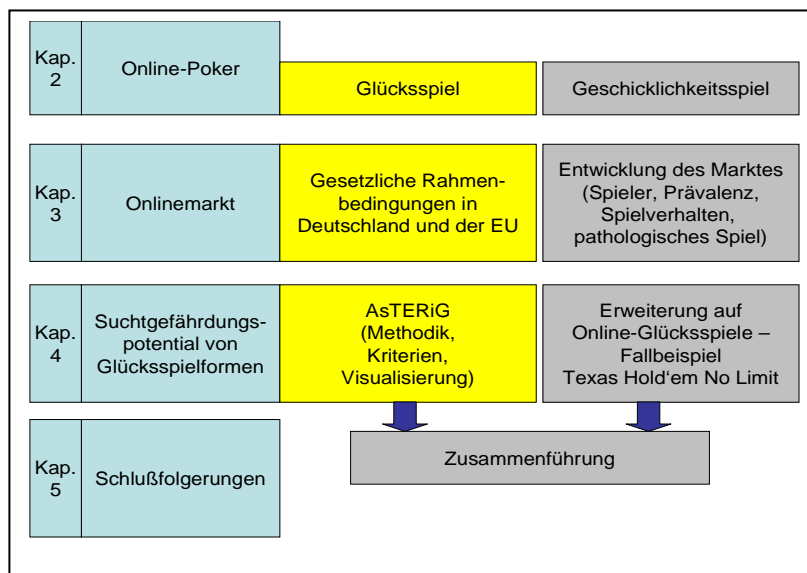 Kap.
2
Online-Poker
Glücksspiel
Geschicklichkeitsspiel
Kap.
3
Onlinemarkt
Gesetzliche Rahmen-
bedingungen in
Deutschland und der EU
Entwicklung des Marktes
(Spieler, Prävalenz,
Spielverhalten,
pathologisches Spiel)
Kap.
4
Suchtgefährdungs-
potential von
Glücksspielformen
AsTERiG
(Methodik,
Kriterien,
Visualisierung)
Erweiterung auf
Online-Glücksspiele –
Fallbeispiel
Texas Hold‘em No Limit
Kap.
5
Schlußfolgerungen
Zusammenführung